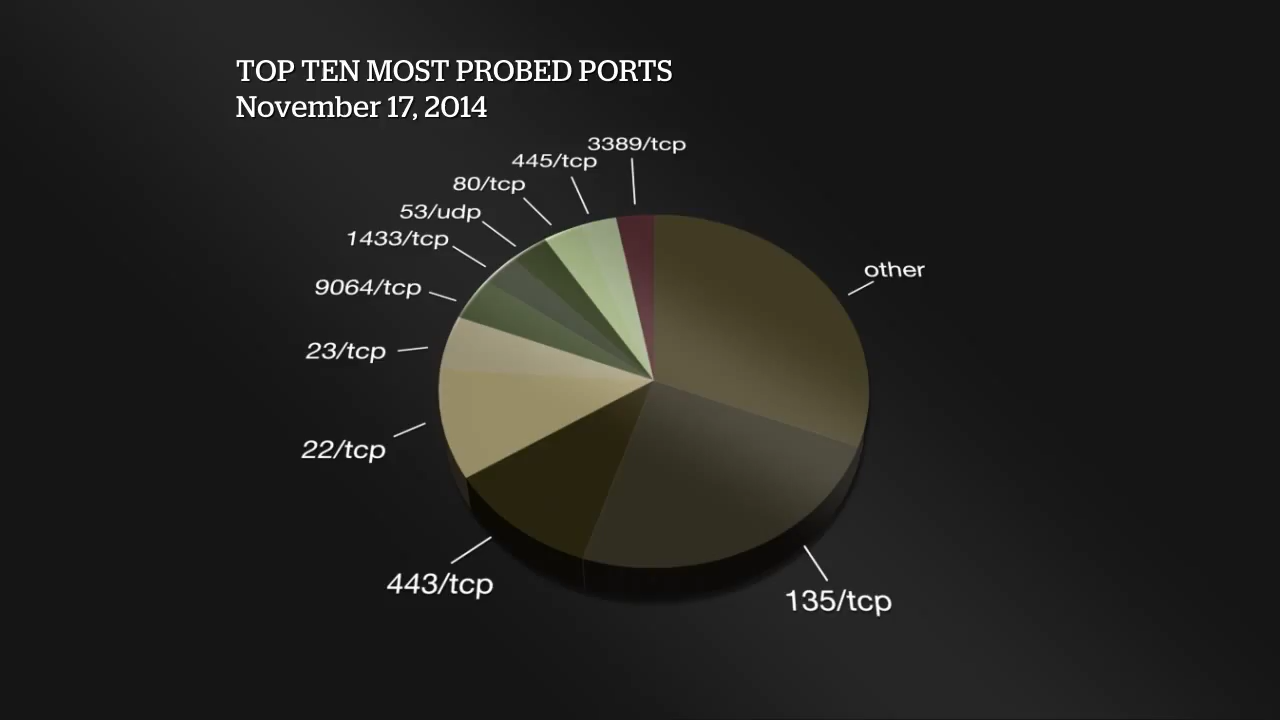 TOP TEN MOST PROBED PORTS
November 17, 2014
3389/tcp
445/tcp
80/tcp
53/udp
1433/tcp
other
9064/tcp
23/tcp
22/tcp
443/tcp
135/tcp